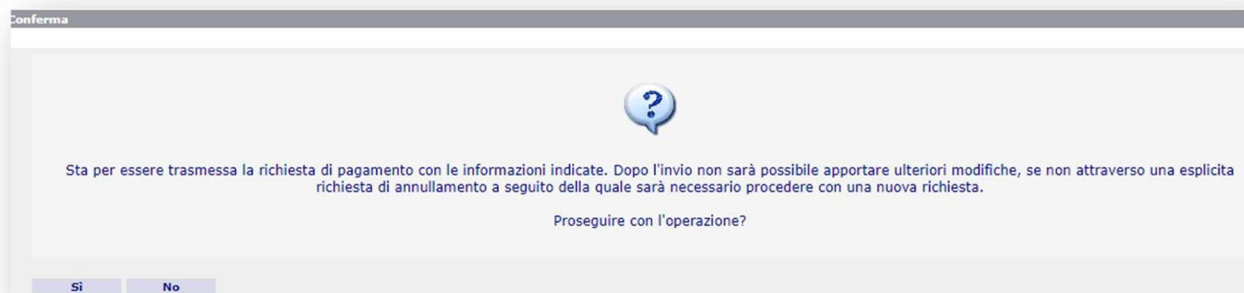 Conferma
Sta per essere trasmessa la richiesta di pagamento con le informazioni indicate. Dopo l'invio non sarà possibile apportare ulteriori modifiche, se non attraverso una esplicita
richiesta di annullamento a seguito della quale sarà necessario procedere con una nuova richiesta.
Proseguire con l'operazione?
Sì No